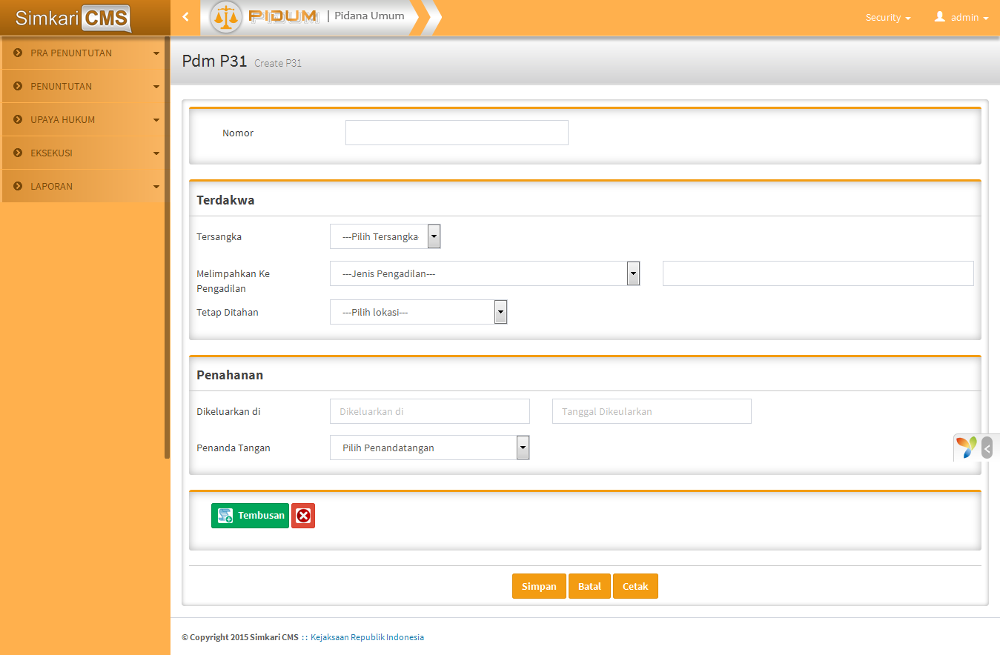 Simkari CMS
PIDUM | Pidana Umum
Security
admin
PRA PENUNTUTAN
PENUNTUTAN
UPAYA HUKUM
EKSEKUSI
LAPORAN
Pdm P31 Create P31
Nomor
Terdakwa
Tersangka
---Pilih Tersangka
Melimpahkan Ke
Pengadilan
---Jenis Pengadilan---
Tetap Ditahan
---Pilih lokasi---
Penahanan
Dikeluarkan di
Dikeluarkan di
Tanggal Dikeularkan
Penanda Tangan
Pilih Penandatangan
Tembusan
Simpan
Batal
Cetak
© Copyright 2015 Simkari CMS :: Kejaksaan Republik Indonesia